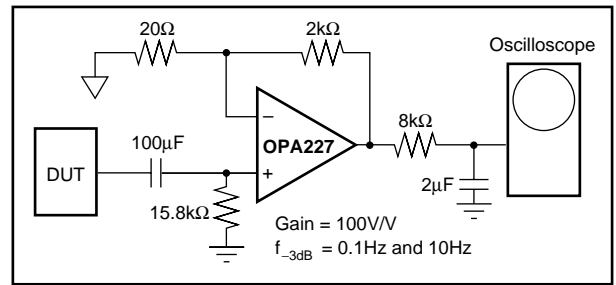 20Ω
2kΩ
Oscilloscope
–
OPA227
+
DUT
100µF
8kΩ
2µF
15.8kΩ
Gain = 100V/V
f–3dB = 0.1Hz and 10Hz